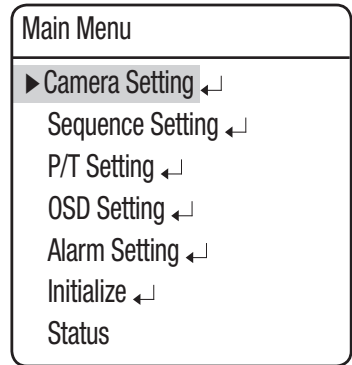 Main Menu
▶Camera Setting ↵
Sequence Setting ↵
P/T Setting ↵
OSD Setting ↵
Alarm Setting ↵
Initialize ↵
Status